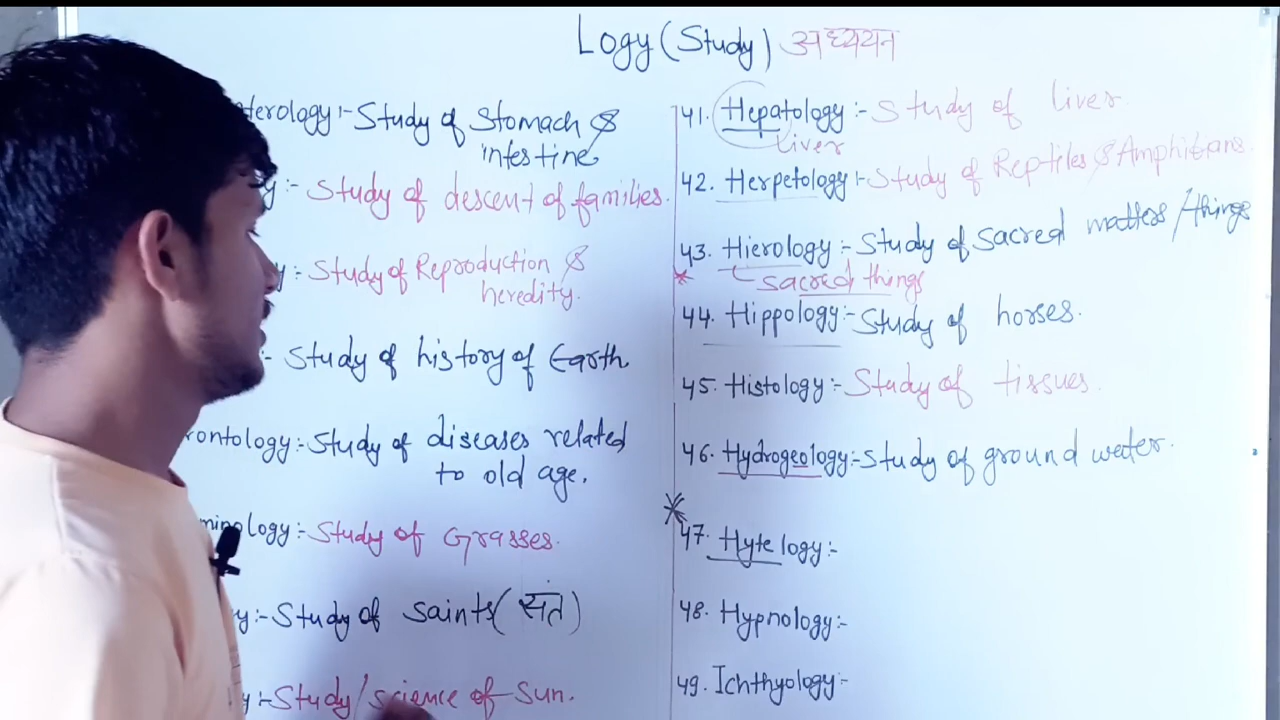 Logy (Study) अध्ययन
terology :- Study of Stomach &
intestine
y :- Study of descent of families.
y :- Study of Reproduction &
heredity.
:- Study of history of Earth
rontology :- Study of diseases related
to old age.
minology :- Study of Grasses.
y :- Study of saints (संत)
y :- Study/science of Sun.
41. Hepatology :- Study of liver
liver
42. Herpetology :- Study of Reptiles & Amphibians.
43. Hierology :- Study of sacred matters/things
sacred things
44. Hippology :- Study of horses.
45. Histology :- Study of tissues.
46. Hydrogeology :- Study of ground water.
47. Hyte logy :-
48. Hypnology :-
49. Ichthyology :-